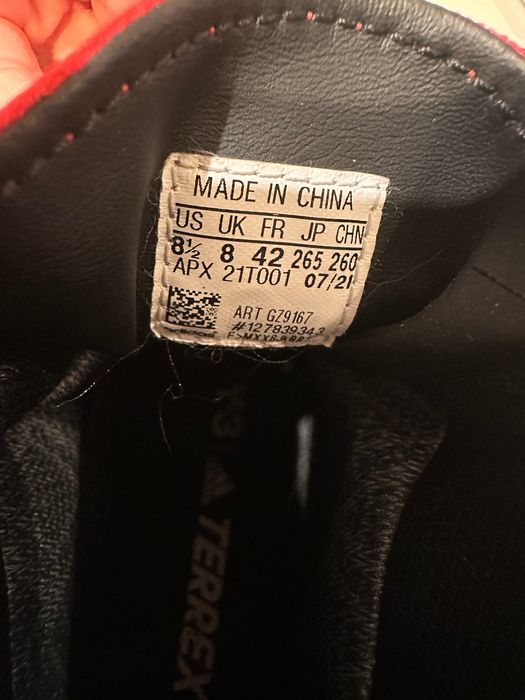 MADE IN CHINA
US UK FR JP CHN
8½ 8 42 265 260
APX 21T001 07/21
ART GZ9167
#127839343
TERREX